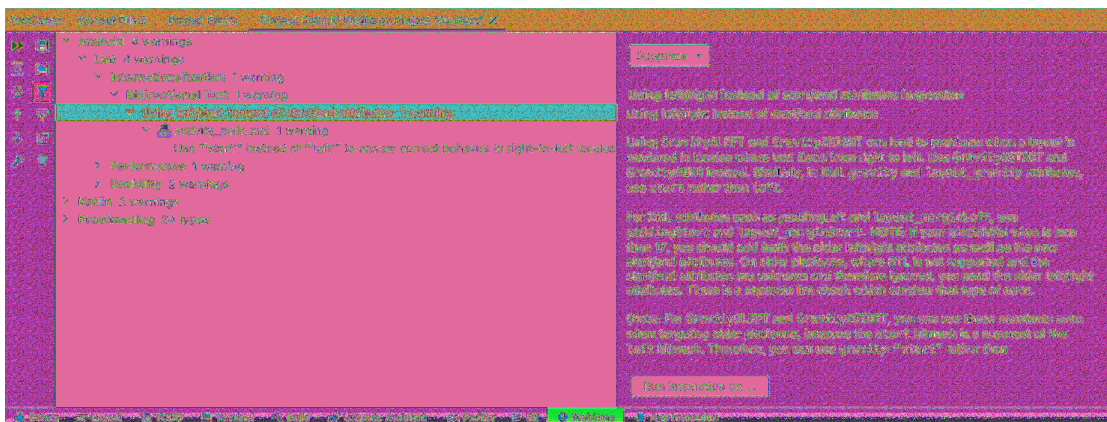 Android 4 warnings
Lint 4 warnings
Internationalization 1 warning
Bidirectional Text 1 warning
Using left/right instead of start/end attributes 1 warning
activity_main.xml 1 warning
Use "start" instead of "left" to ensure correct behavior in right-to-left locales
Performance 1 warning
Usability 2 warnings
Kotlin 3 warnings
Proofreading 24 typos
Suppress
Using left/right instead of start/end attributes inspection
Using left/right instead of start/end attributes
Using Gravity#LEFT and Gravity#RIGHT can lead to problems when a layout is
rendered in locales where text flows from right to left. Use Gravity#START and
Gravity#END instead. Similarly, in XML gravity and layout_gravity attributes,
use start rather than left.
For XML attributes such as paddingLeft and layout_marginLeft, use
paddingStart and layout_marginStart. NOTE: If your minSdkVersion is less
than 17, you should add both the older left/right attributes as well as the new
start/end attributes. On older platforms, where RTL is not supported and the
start/end attributes are unknown and therefore ignored, you need the older left/right
attributes. There is a separate lint check which catches that type of error.
(Note: For Gravity#LEFT and Gravity#START, you can use these constants even
when targeting older platforms, because the start bitmask is a superset of the
left bitmask. Therefore, you can use gravity="start" rather than
Run inspection on ...
Problems